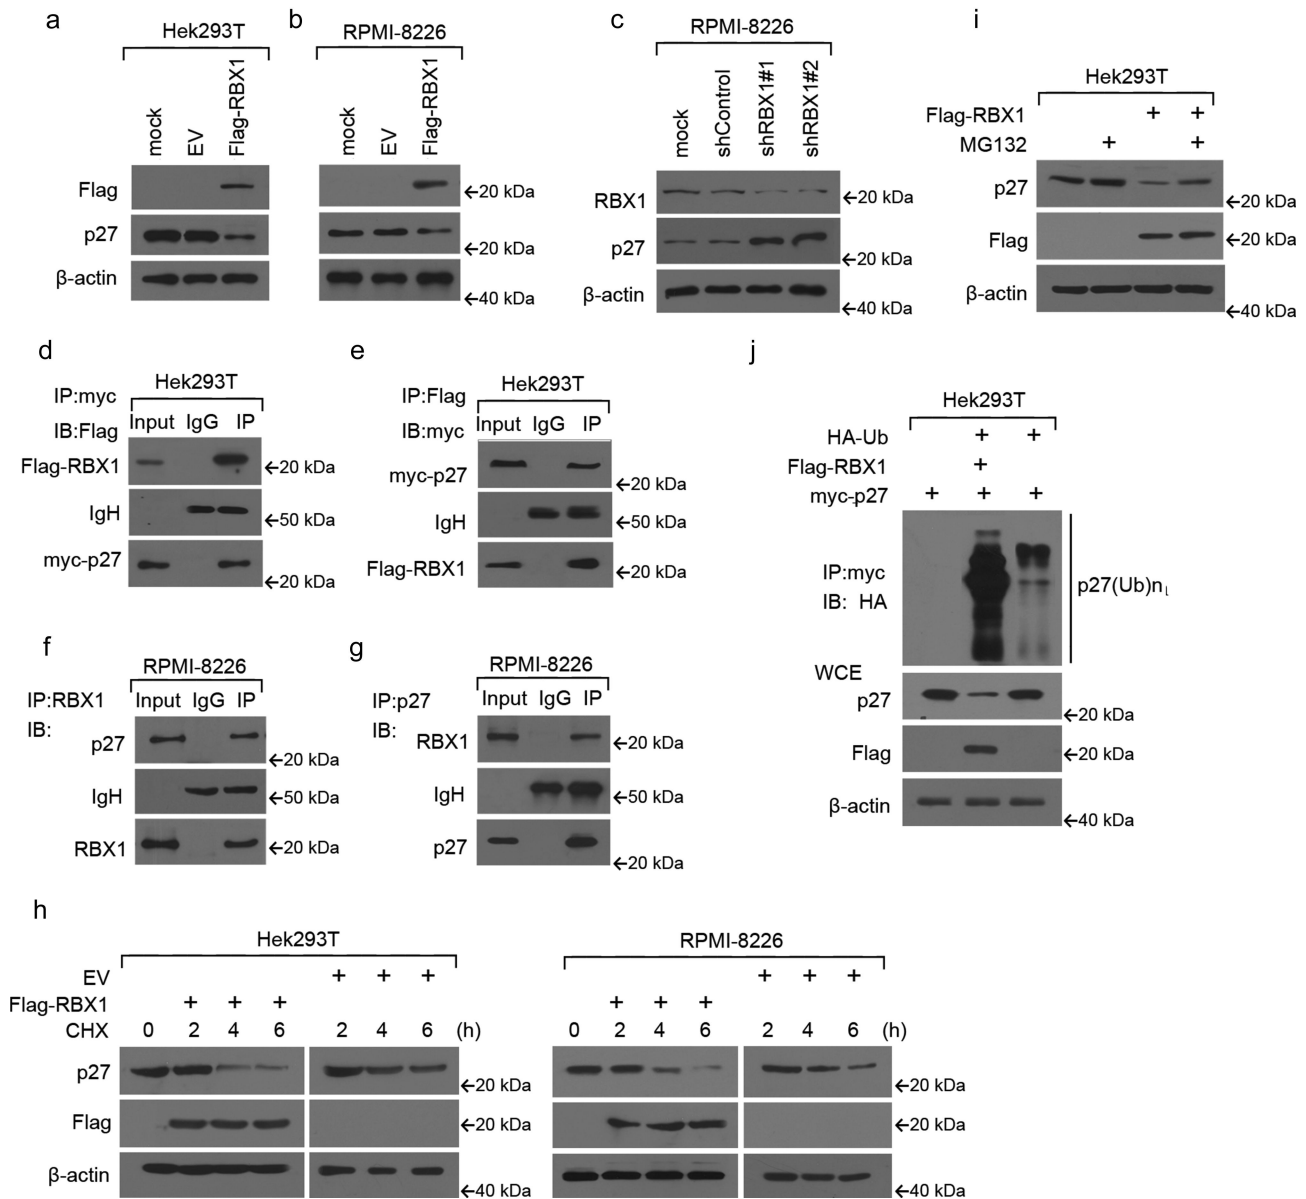 a
Hek293T
mock
EV
Flag-RBX1
Flag
p27
β-actin
b
RPMI-8226
mock
EV
Flag-RBX1
←20 kDa
←20 kDa
←40 kDa
c
RPMI-8226
mock
shControl
shRBX1#1
shRBX1#2
RBX1 ←20 kDa
p27 ←20 kDa
β-actin ←40 kDa
i
Hek293T
Flag-RBX1 + +
MG132 + +
p27 ←20 kDa
Flag ←20 kDa
β-actin ←40 kDa
d
Hek293T
IP:myc
Input IgG IP
IB:Flag
Flag-RBX1 ←20 kDa
IgH ←50 kDa
myc-p27 ←20 kDa
e
Hek293T
IP:Flag
Input IgG IP
IB:myc
myc-p27 ←20 kDa
IgH ←50 kDa
Flag-RBX1 ←20 kDa
j
Hek293T
HA-Ub + +
Flag-RBX1 +
myc-p27 + + +
IP:myc
IB: HA
p27(Ub)n
WCE
p27 ←20 kDa
Flag ←20 kDa
β-actin ←40 kDa
f
RPMI-8226
IP:RBX1 Input IgG IP
IB:
p27 ←20 kDa
IgH ←50 kDa
RBX1 ←20 kDa
g
RPMI-8226
IP:p27 Input IgG IP
IB:
RBX1 ←20 kDa
IgH ←50 kDa
p27 ←20 kDa
h
Hek293T
EV + + +
Flag-RBX1 + + +
CHX 0 2 4 6 2 4 6 (h)
p27 ←20 kDa
Flag ←20 kDa
β-actin ←40 kDa
RPMI-8226
+ + +
+ + +
0 2 4 6 2 4 6 (h)
←20 kDa
←20 kDa
←40 kDa